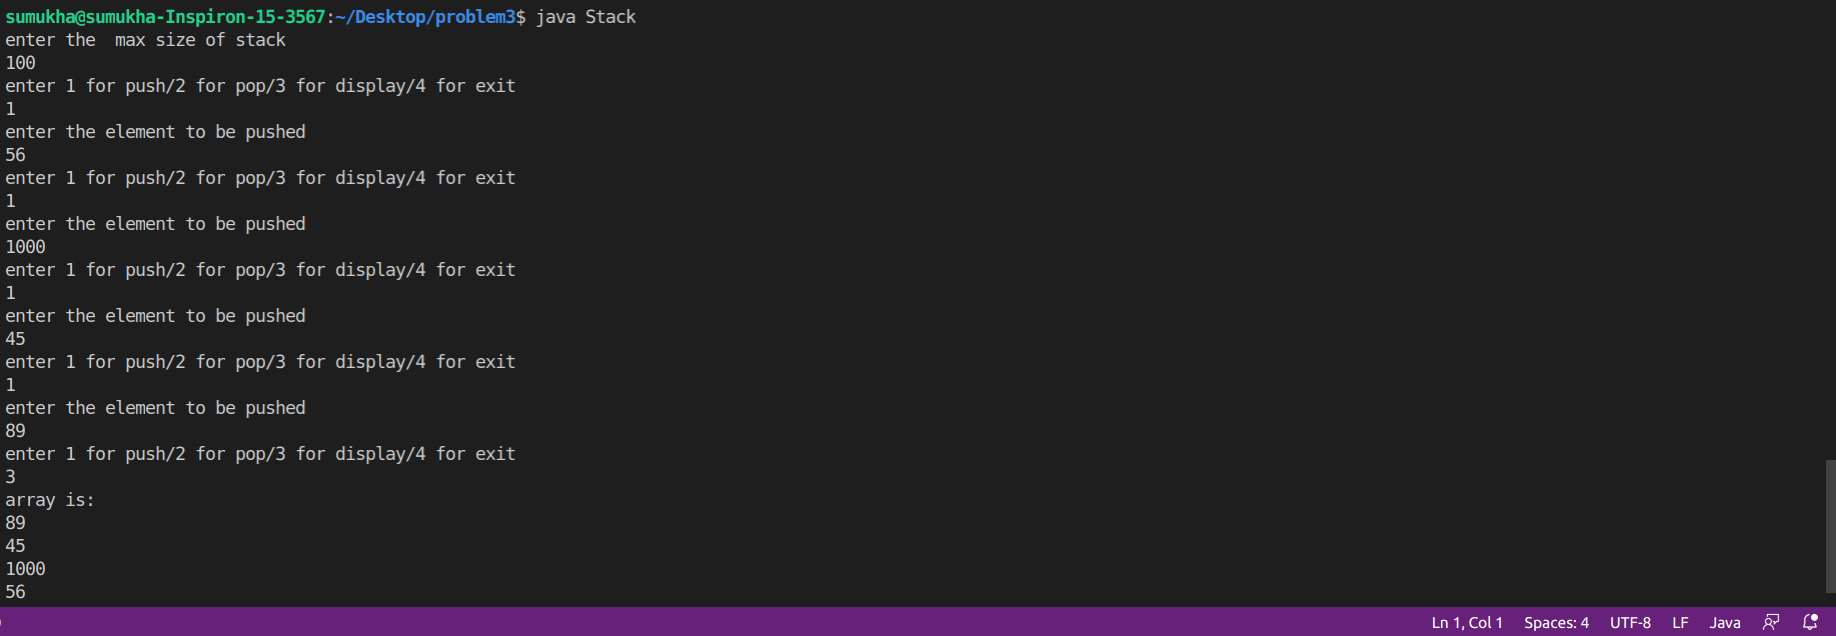 sumukha@sumukha-Inspiron-15-3567:~/Desktop/problem3$ java Stack
enter the  max size of stack
100
enter 1 for push/2 for pop/3 for display/4 for exit
1
enter the element to be pushed
56
enter 1 for push/2 for pop/3 for display/4 for exit
1
enter the element to be pushed
1000
enter 1 for push/2 for pop/3 for display/4 for exit
1
enter the element to be pushed
45
enter 1 for push/2 for pop/3 for display/4 for exit
1
enter the element to be pushed
89
enter 1 for push/2 for pop/3 for display/4 for exit
3
array is:
89
45
1000
56
Ln 1, Col 1 Spaces: 4 UTF-8 LF Java